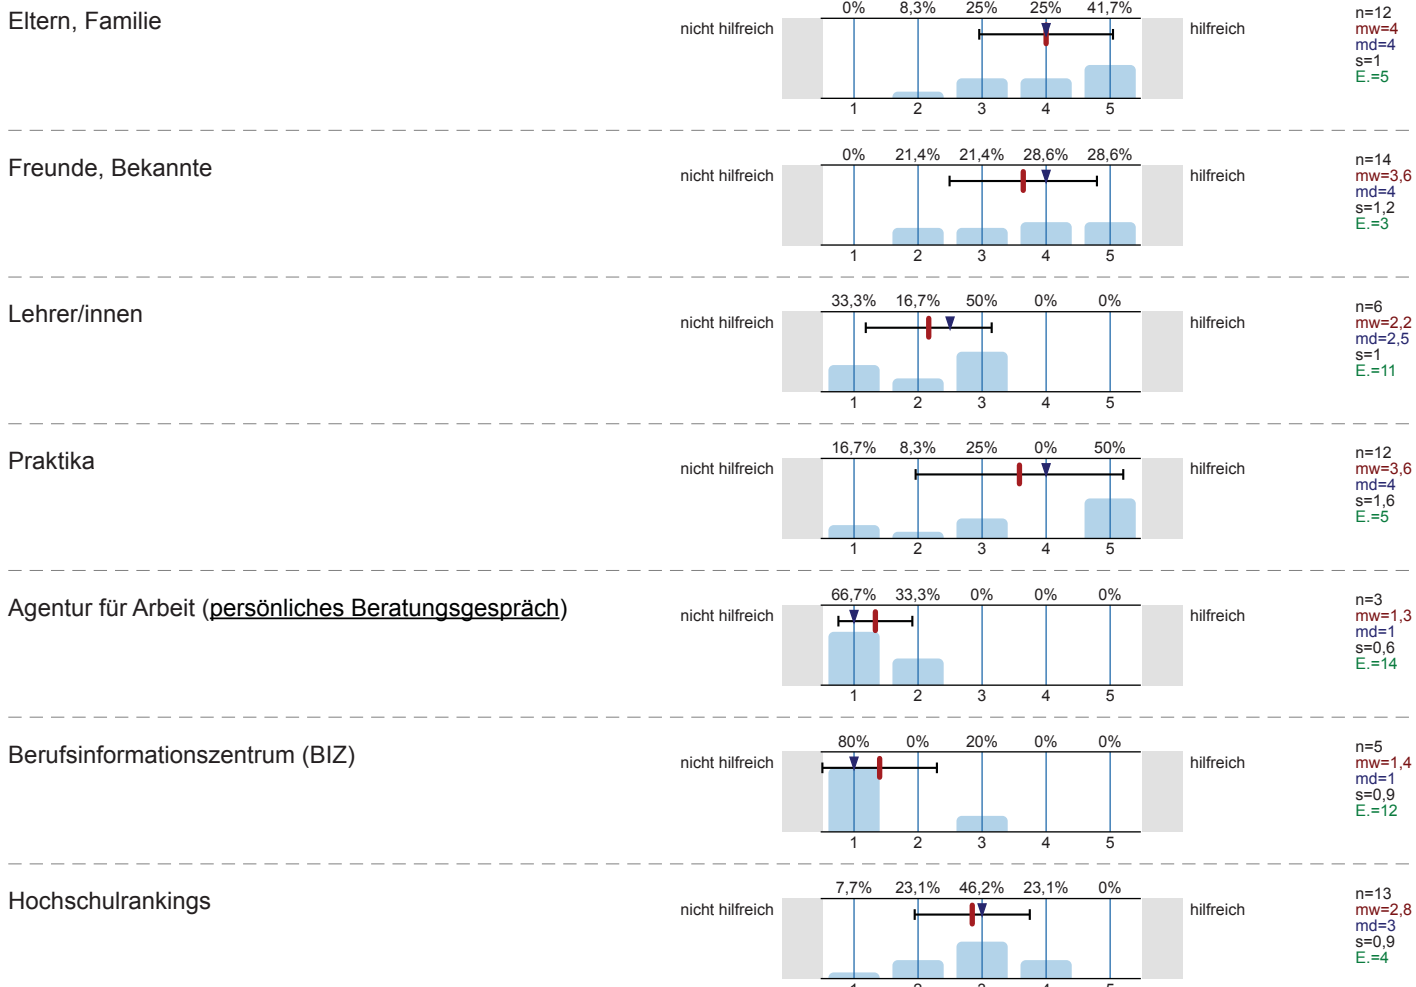 Eltern, Familie
nicht hilfreich
0% 8,3% 25% 25% 41,7%
1 2 3 4 5
hilfreich
n=12
mw=4
md=4
s=1
E.=5
Freunde, Bekannte
nicht hilfreich
0% 21,4% 21,4% 28,6% 28,6%
1 2 3 4 5
hilfreich
n=14
mw=3,6
md=4
s=1,2
E.=3
Lehrer/innen
nicht hilfreich
33,3% 16,7% 50% 0% 0%
1 2 3 4 5
hilfreich
n=6
mw=2,2
md=2,5
s=1
E.=11
Praktika
nicht hilfreich
16,7% 8,3% 25% 0% 50%
1 2 3 4 5
hilfreich
n=12
mw=3,6
md=4
s=1,6
E.=5
Agentur für Arbeit (persönliches Beratungsgespräch)
nicht hilfreich
66,7% 33,3% 0% 0% 0%
1 2 3 4 5
hilfreich
n=3
mw=1,3
md=1
s=0,6
E.=14
Berufsinformationszentrum (BIZ)
nicht hilfreich
80% 0% 20% 0% 0%
1 2 3 4 5
hilfreich
n=5
mw=1,4
md=1
s=0,9
E.=12
Hochschulrankings
nicht hilfreich
7,7% 23,1% 46,2% 23,1% 0%
1 2 3 4 5
hilfreich
n=13
mw=2,8
md=3
s=0,9
E.=4